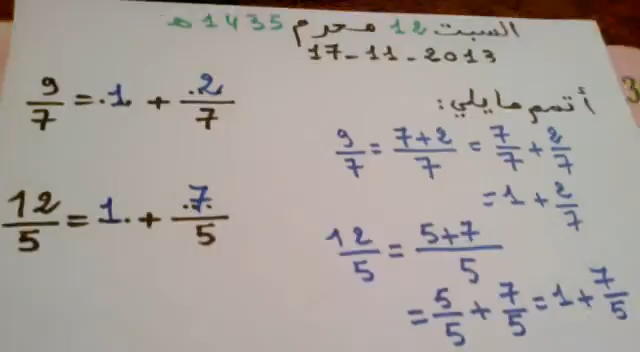 السبت 12 محرم 1435 ه
17-11-2013
أتمم مايلي:
9/7 = .1 + .2/7
12/5 = 1. + .7./5
9/7 = 7+2/7 = 7/7 + 2/7
= 1 + 2/7
12/5 = 5+7/5
= 5/5 + 7/5 = 1 + 7/5
3